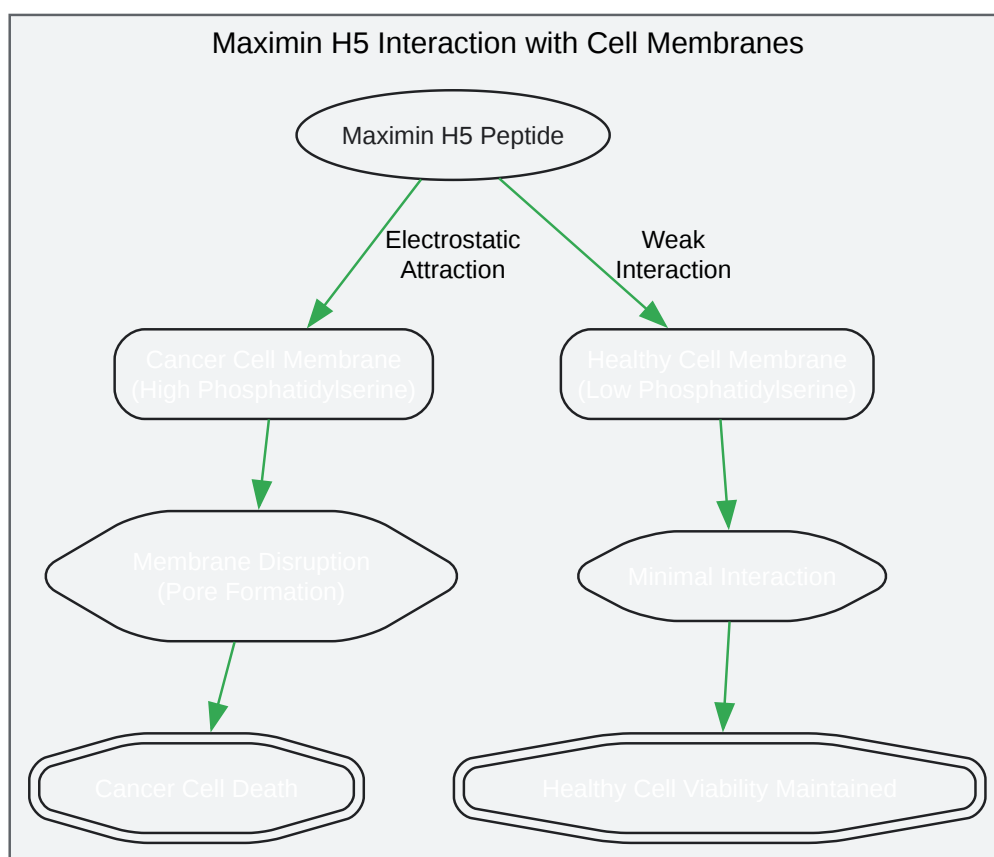 Maximin H5 Interaction with Cell Membranes
Maximin H5 Peptide
Electrostatic
Attraction
Weak
Interaction
Cancer Cell Membrane
(High Phosphatidylserine)
Healthy Cell Membrane
(Low Phosphatidylserine)
Membrane Disruption
(Pore Formation)
Minimal Interaction
Cancer Cell Death
Healthy Cell Viability Maintained